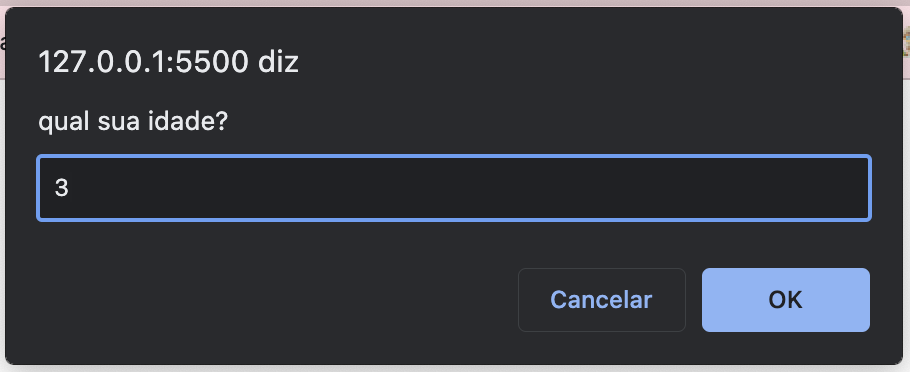 127.0.0.1:5500 diz
qual sua idade?
3
Cancelar
OK